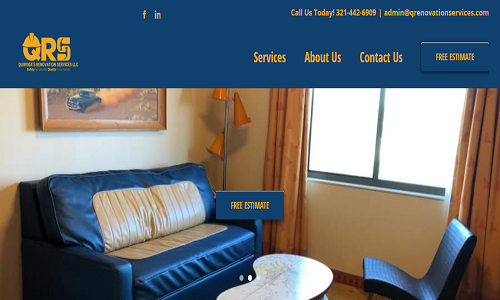 f in
Call Us Today! 321-442-6909 | admin@qrenovationservices.com
QRS
QUIROGA'S RENOVATION SERVICES LLC
Services
About Us
Contact Us
FREE ESTIMATE
FREE ESTIMATE